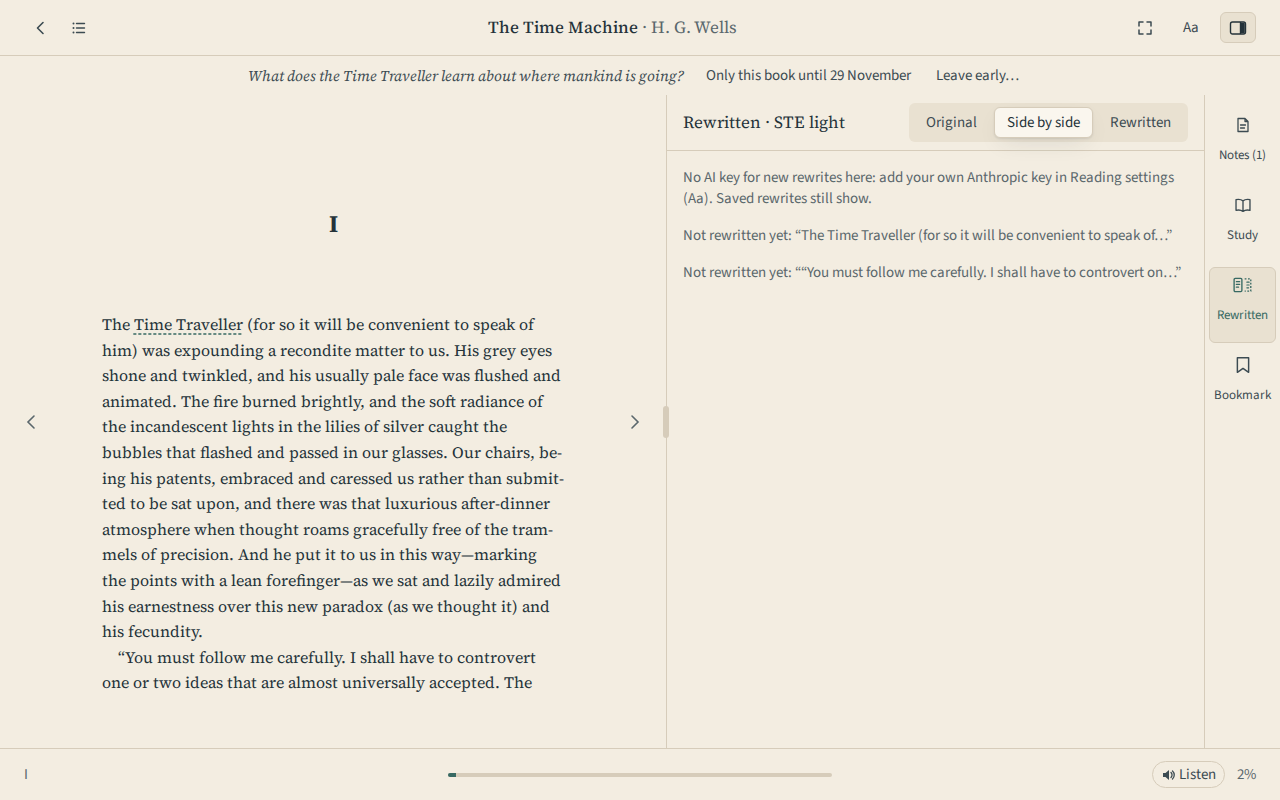 The Time Machine · H. G. Wells
Aa
What does the Time Traveller learn about where mankind is going?
Only this book until 29 November
Leave early…
I
The Time Traveller (for so it will be convenient to speak of
him) was expounding a recondite matter to us. His grey eyes
shone and twinkled, and his usually pale face was flushed and
animated. The fire burned brightly, and the soft radiance of
the incandescent lights in the lilies of silver caught the
bubbles that flashed and passed in our glasses. Our chairs, be-
ing his patents, embraced and caressed us rather than submit-
ted to be sat upon, and there was that luxurious after-dinner
atmosphere when thought roams gracefully free of the tram-
mels of precision. And he put it to us in this way—marking
the points with a lean forefinger—as we sat and lazily admired
his earnestness over this new paradox (as we thought it) and
his fecundity.
“You must follow me carefully. I shall have to controvert
one or two ideas that are almost universally accepted. The
Rewritten · STE light
Original
Side by side
Rewritten
No AI key for new rewrites here: add your own Anthropic key in Reading settings
(Aa). Saved rewrites still show.
Not rewritten yet: “The Time Traveller (for so it will be convenient to speak of…”
Not rewritten yet: ““You must follow me carefully. I shall have to controvert on…”
Notes (1)
Study
Rewritten
Bookmark
I
Listen
2%